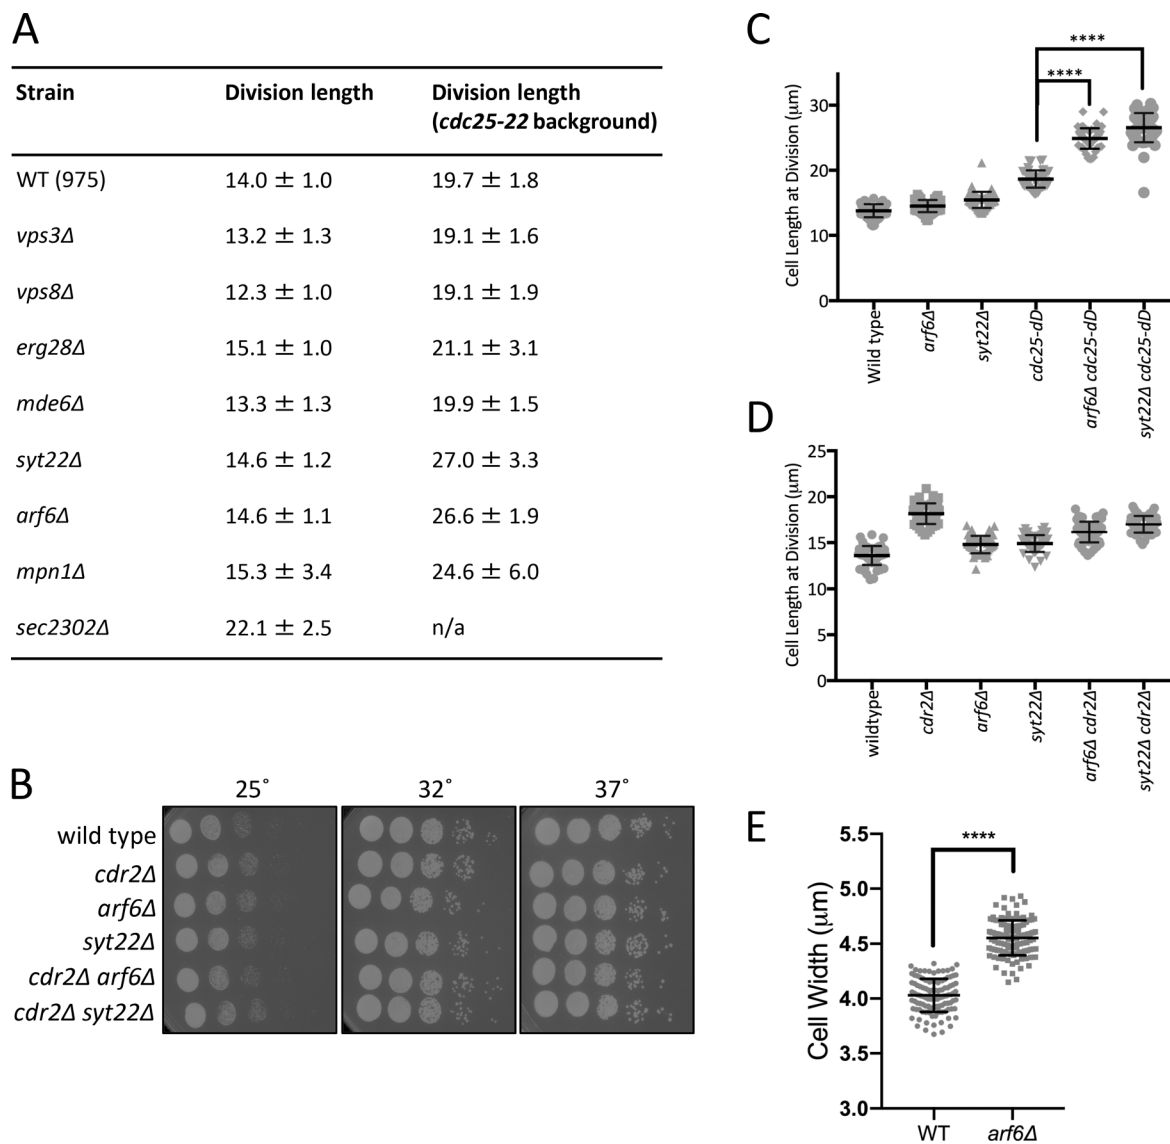 A
Strain Division length Division length
(cdc25-22 background)
WT (975) 14.0 ± 1.0 19.7 ± 1.8
vps3Δ 13.2 ± 1.3 19.1 ± 1.6
vps8Δ 12.3 ± 1.0 19.1 ± 1.9
erg28Δ 15.1 ± 1.0 21.1 ± 3.1
mde6Δ 13.3 ± 1.3 19.9 ± 1.5
syt22Δ 14.6 ± 1.2 27.0 ± 3.3
arf6Δ 14.6 ± 1.1 26.6 ± 1.9
mpn1Δ 15.3 ± 3.4 24.6 ± 6.0
sec2302Δ 22.1 ± 2.5 n/a
B
25˚ 32˚ 37˚
wild type
cdr2Δ
arf6Δ
syt22Δ
cdr2Δ arf6Δ
cdr2Δ syt22Δ
C
****
****
Cell Length at Division (μm)
30
20
10
0
Wild type
arf6Δ
syt22Δ
cdc25-dD
arf6Δ cdc25-dD
syt22Δ cdc25-dD
D
Cell Length at Division (μm)
25
20
15
10
5
0
wildtype
cdr2Δ
arf6Δ
syt22Δ
arf6Δ cdr2Δ
syt22Δ cdr2Δ
E
****
Cell Width (μm)
5.5
5.0
4.5
4.0
3.5
3.0
WT arf6Δ